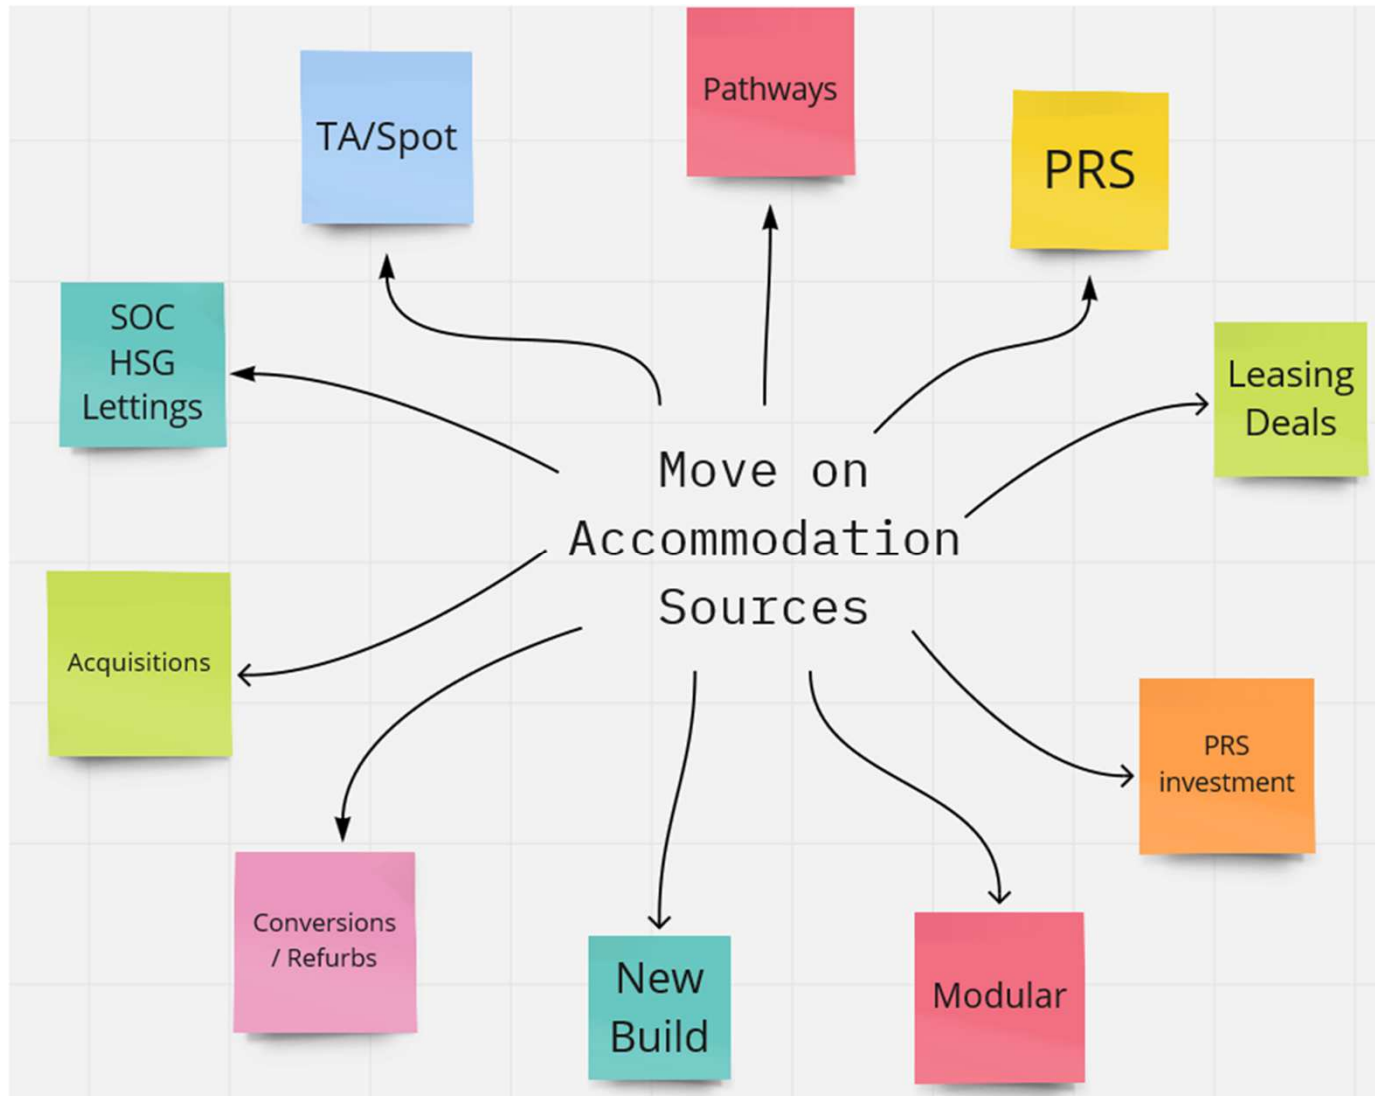 Pathways
TA/Spot
PRS
SOC
HSG
Lettings
Leasing
Deals
Move on
Accommodation
Sources
Acquisitions
PRS
investment
Conversions
/ Refurbs
New
Build
Modular